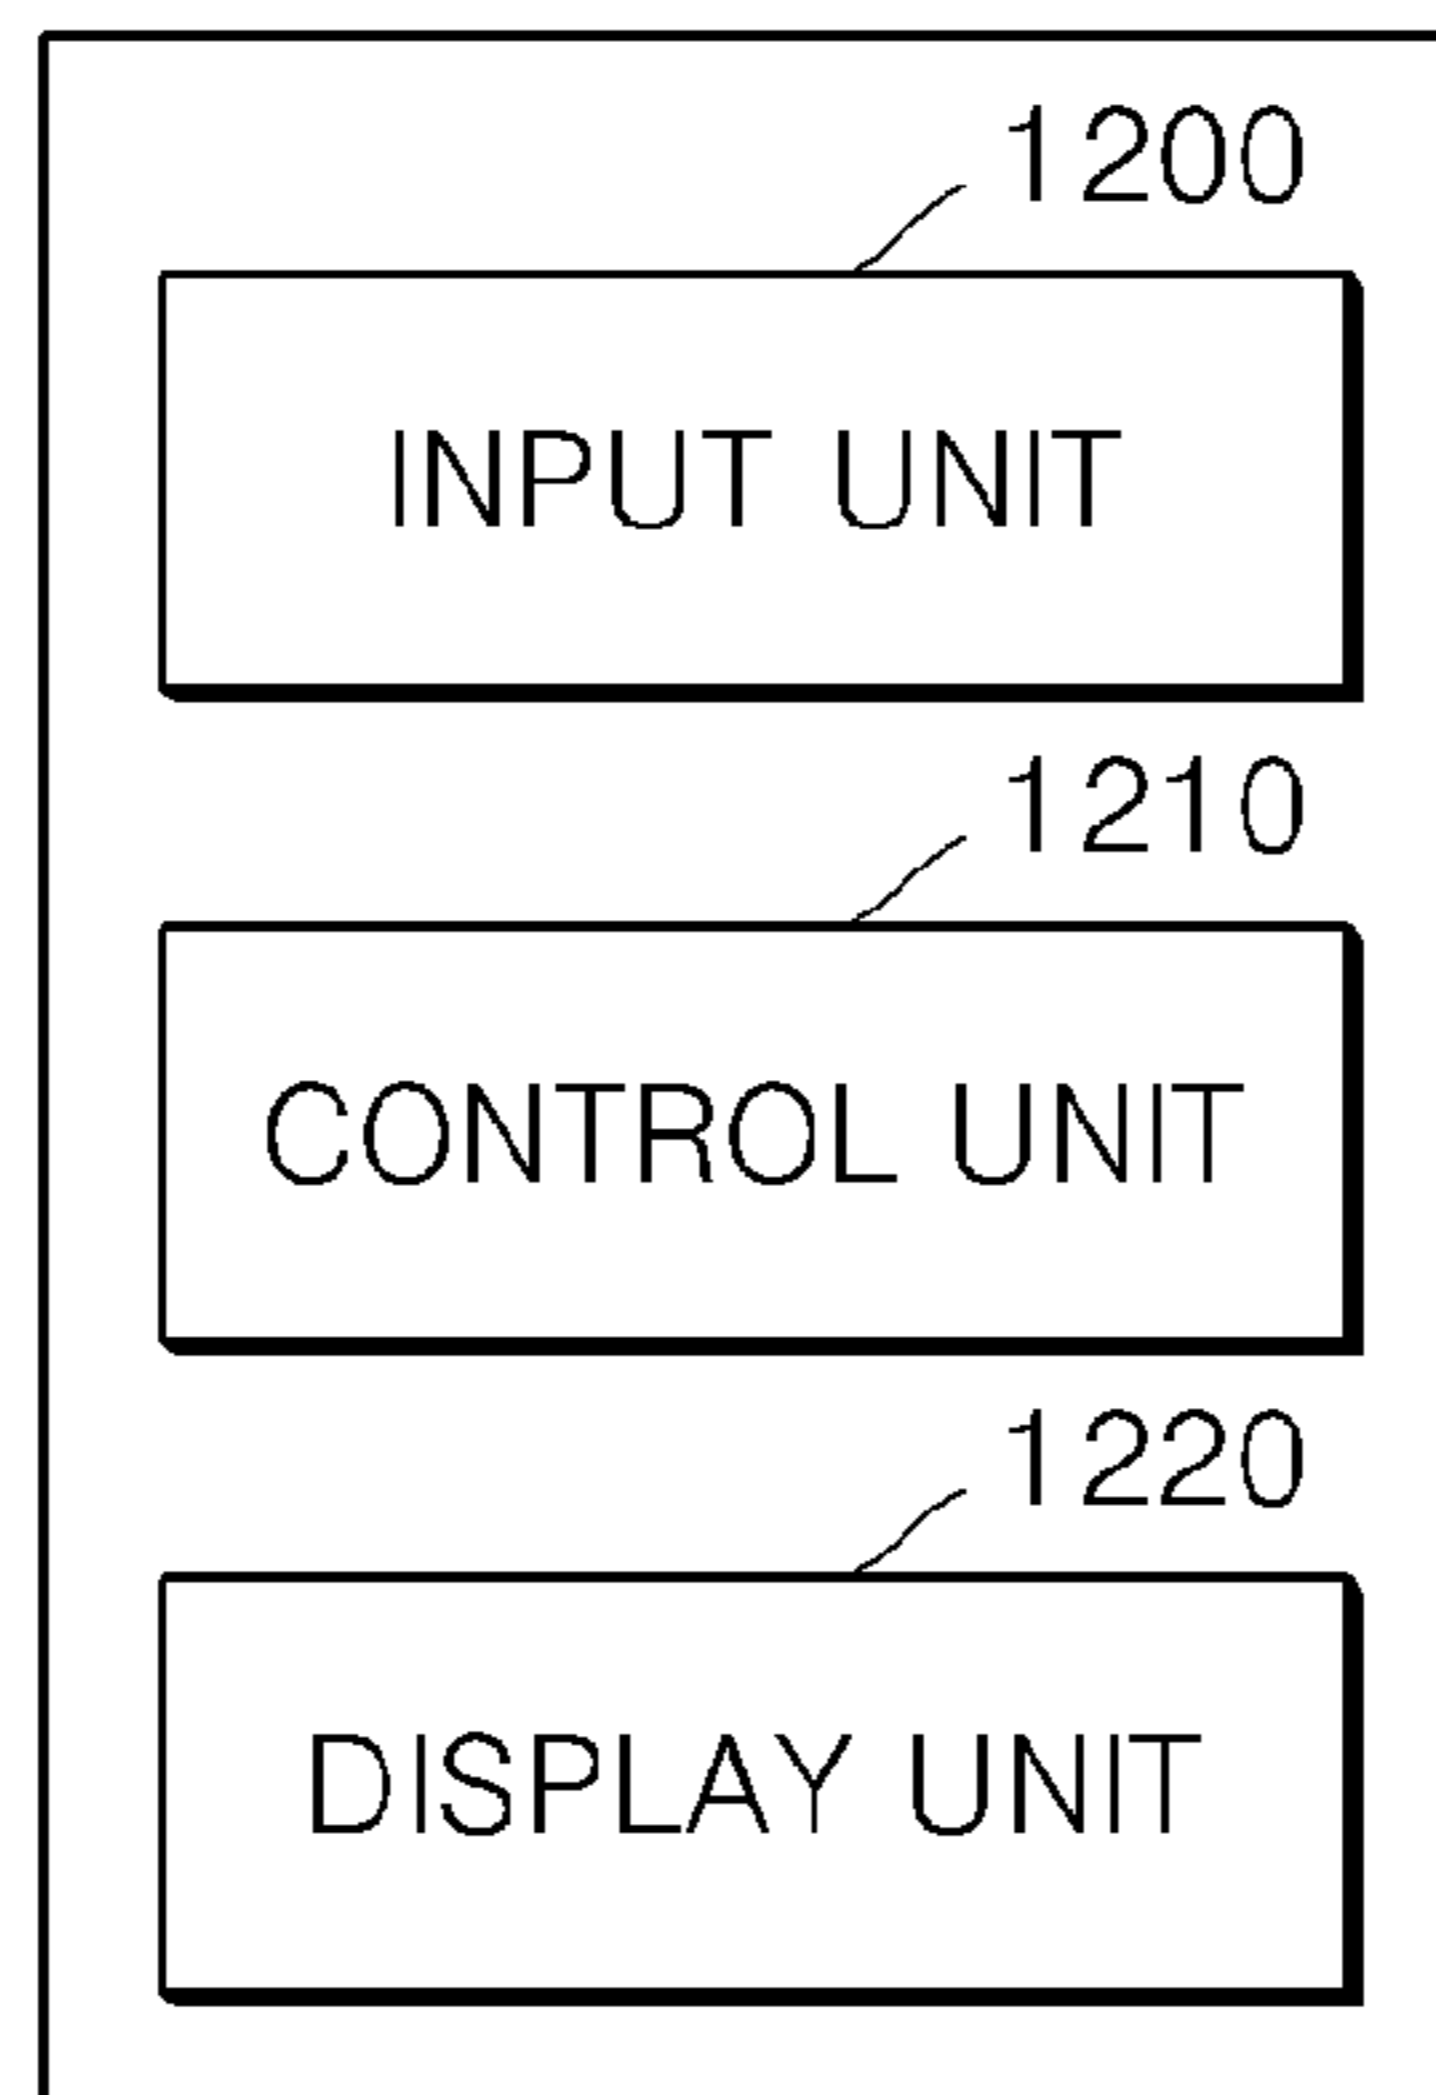 1200
INPUT UNIT
1210
CONTROL UNIT
1220
DISPLAY UNIT